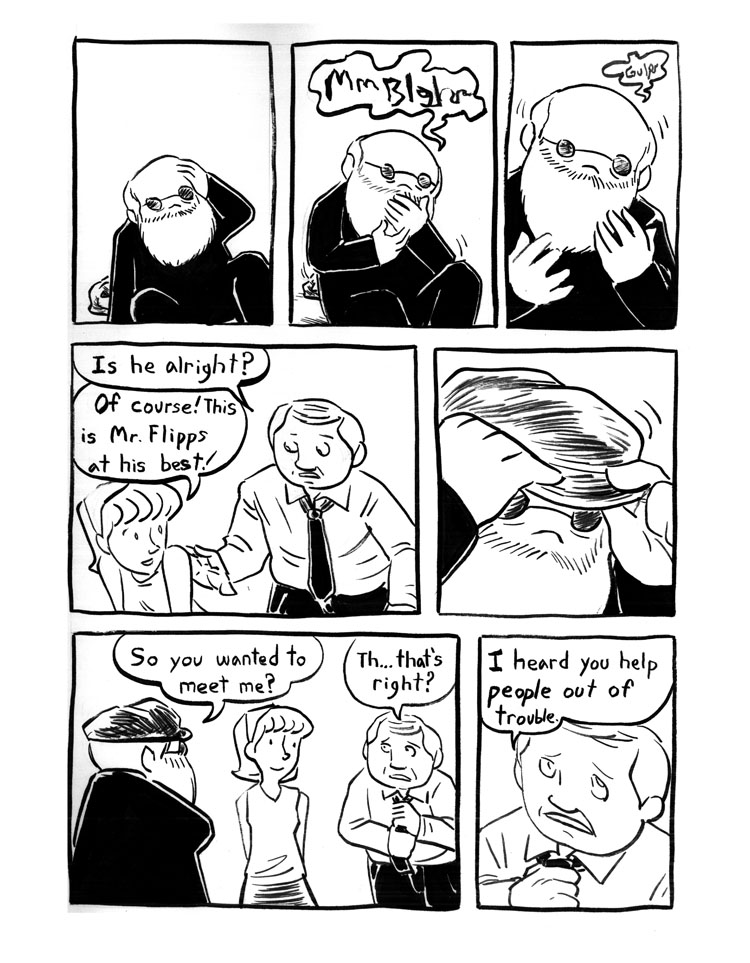 Mm Blghr
Gulp
Is he alright?
Of course! This
is Mr. Flipps
at his best!
So you wanted to
meet me?
Th...that's
right?
I heard you help
people out of
trouble.